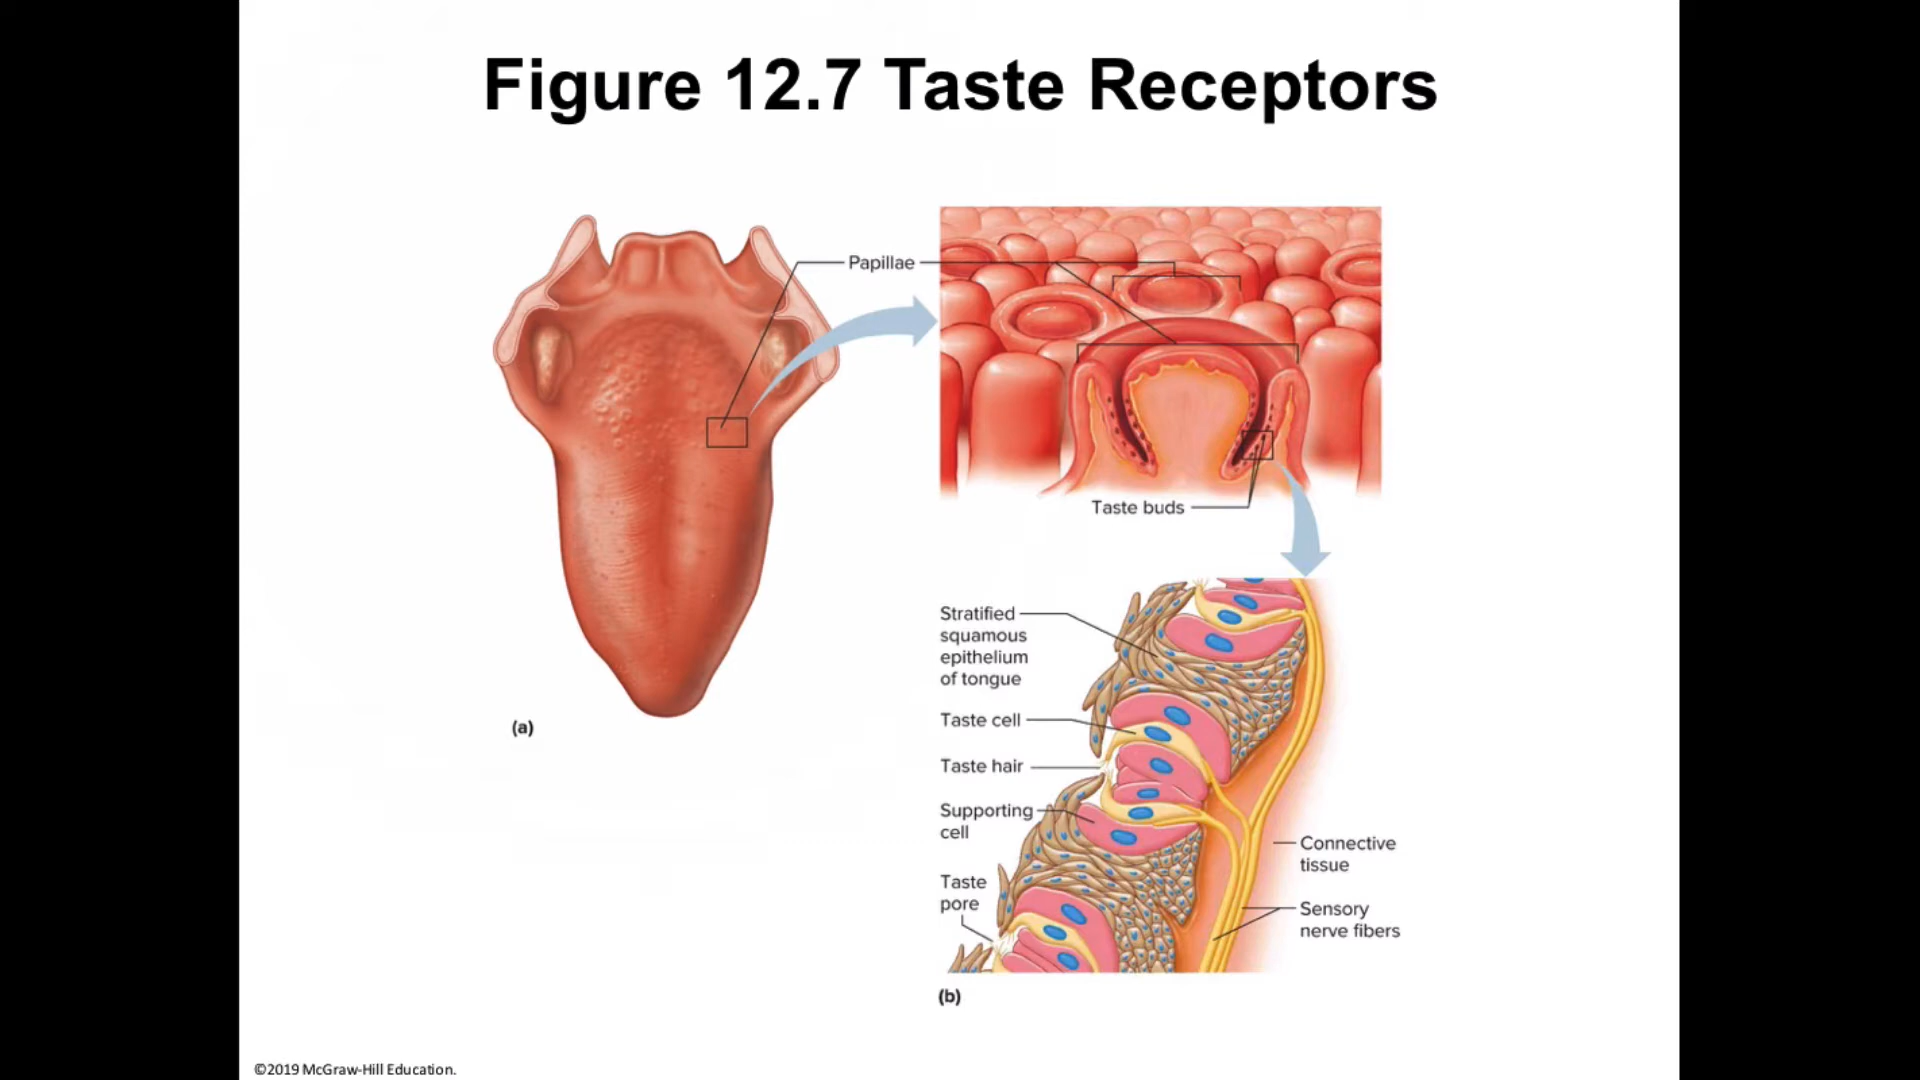 Figure 12.7 Taste Receptors
Papillae
Taste buds
Stratified
squamous
epithelium
of tongue
Taste cell
Taste hair
Supporting
cell
Taste
pore
Connective
tissue
Sensory
nerve fibers
(a)
(b)
©2019 McGraw-Hill Education.